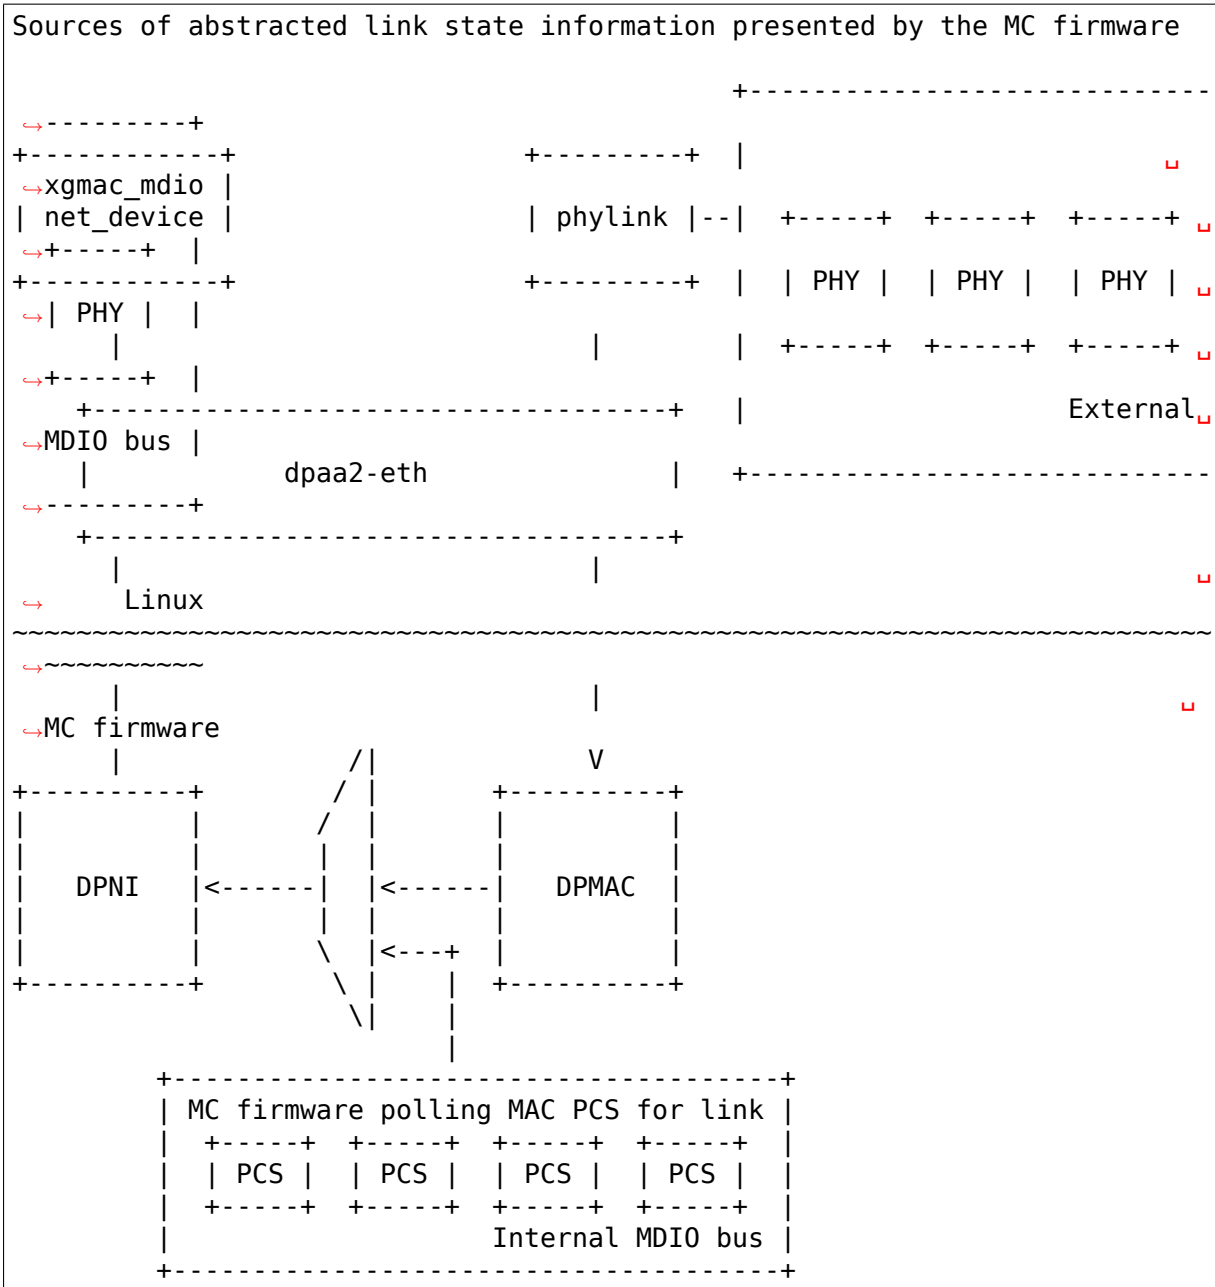 Sources of abstracted link state information presented by the MC firmware

                                             +-----------------------------
↪---------+
+------------+                  +---------+  |                           ␣
↪xgmac_mdio |
| net_device |                  | phylink |--|  +-----+  +-----+  +-----+ ␣
↪+-----+  |
+------------+                  +---------+  |  | PHY |  | PHY |  | PHY | ␣
↪| PHY |  |
      |                             |        |  +-----+  +-----+  +-----+ ␣
↪+-----+  |
    +------------------------------------+   |                    External␣
↪MDIO bus |
    |            dpaa2-eth               |   +-----------------------------
↪---------+
    +------------------------------------+
      |                             |                                     ␣
↪     Linux
~~~~~~~~~~~~~~~~~~~~~~~~~~~~~~~~~~~~~~~~~~~~~~~~~~~~~~~~~~~~~~~~~~~~~~~~~~~
↪~~~~~~~~~~
      |                             |                                    ␣
↪MC firmware
      |              /|             V
+----------+        / |       +----------+
|          |       /  |       |          |
|          |       |  |       |          |
|   DPNI   |<------|  |<------|   DPMAC  |
|          |       |  |       |          |
|          |       \  |<---+  |          |
+----------+        \ |    |  +----------+
                     \|    |
                           |
         +--------------------------------------+
         | MC firmware polling MAC PCS for link |
         |  +-----+  +-----+  +-----+  +-----+  |
         |  | PCS |  | PCS |  | PCS |  | PCS |  |
         |  +-----+  +-----+  +-----+  +-----+  |
         |                    Internal MDIO bus |
         +--------------------------------------+